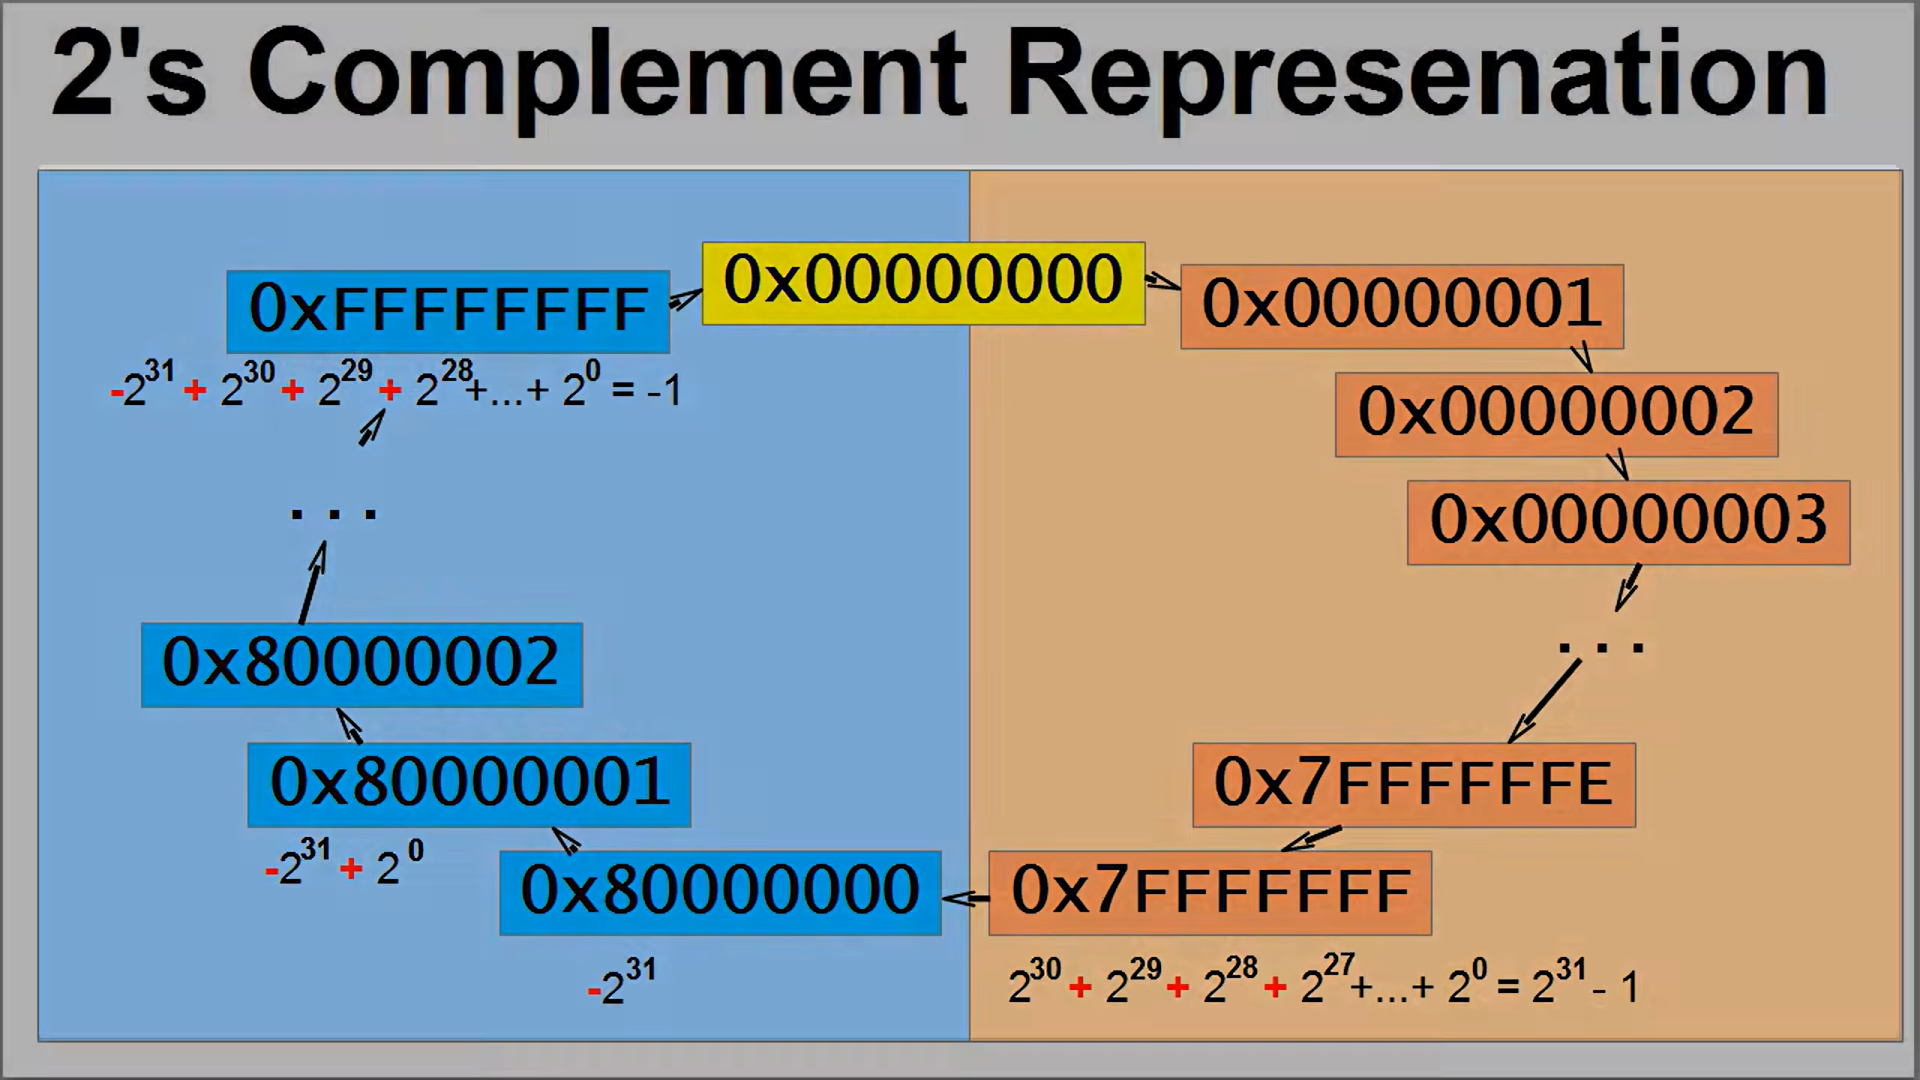 2's Complement Represenation
0x00000000
0xFFFFFFFF
-2^31 + 2^30 + 2^29 + 2^28+...+ 2^0 = -1
0x00000001
0x00000002
0x00000003
...
...
0x80000002
0x80000001
-2^31 + 2^0
0x7FFFFFFE
0x80000000
-2^31
0x7FFFFFFF
2^30 + 2^29 + 2^28 + 2^27+...+ 2^0 = 2^31 - 1